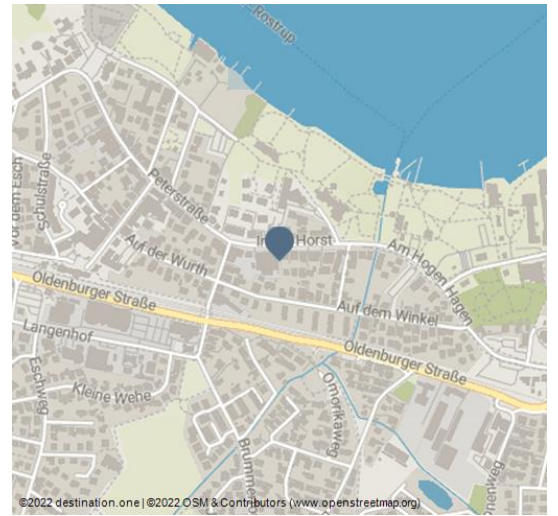 Rostrup
Vor dem Esch
Schulstraße
Peterstraße
Horst
Am Hogen Hagen
Auf der Wurth
Oldenburger Straße
Auf dem Winkel
Langenhof
Oldenburger Straße
Eschweg
Kleine Wehe
Omorikaweg
©2022 destination.one | ©2022 OSM & Contributors (www.openstreetmap.org)